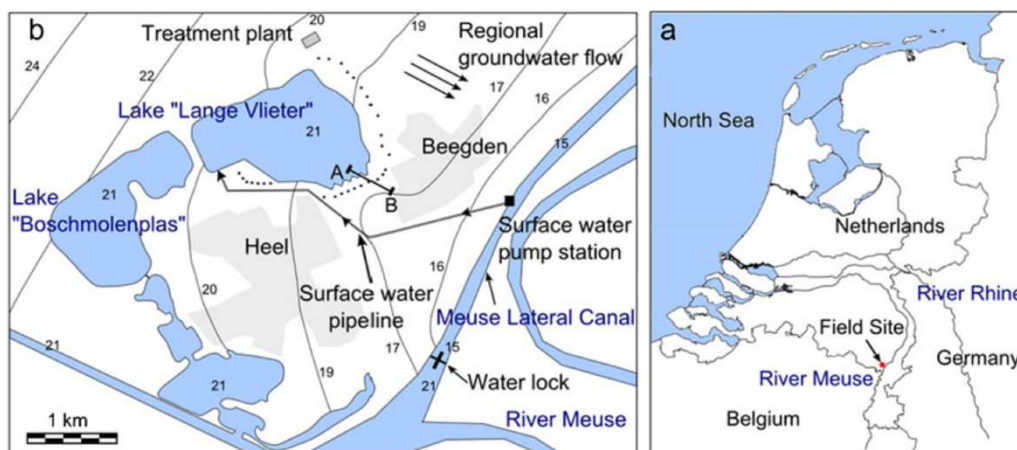 b
20
19
Treatment plant
Regional
groundwater flow
24
22
17
16
Lake "Lange Vlieter"
21
15
Beegden
A
21
B
Lake
"Boschmolenplas"
Surface water
pump station
Heel
16
20
Surface water
pipeline
Meuse Lateral Canal
21
17
15
21
Water lock
21
19
1 km
River Meuse
a
North Sea
Netherlands
River Rhine
Field Site
Germany
River Meuse
Belgium